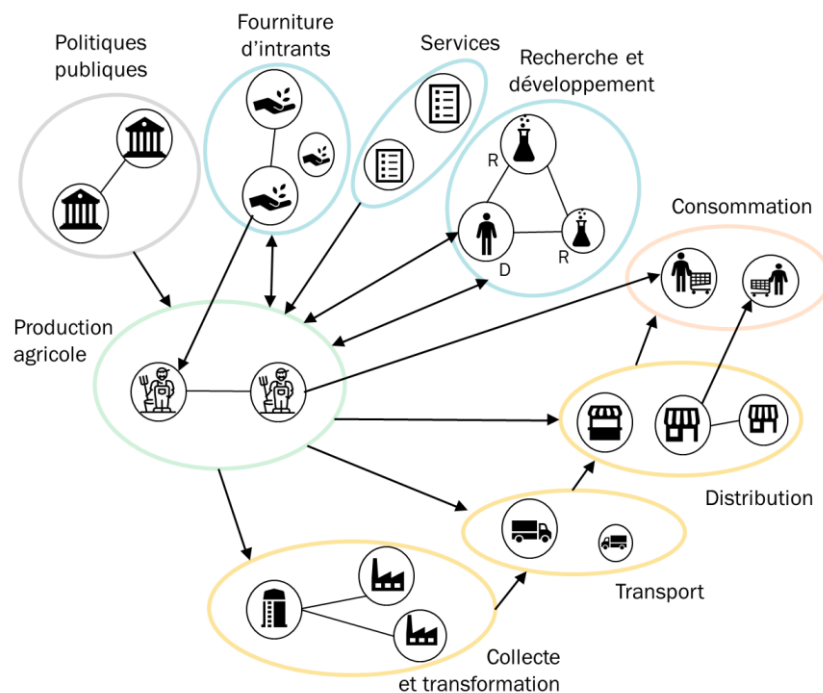 Politiques
publiques
Fourniture
d'intrants
Services
Recherche et
développement
R
D
R
Consommation
Production
agricole
Distribution
Transport
Collecte
et transformation